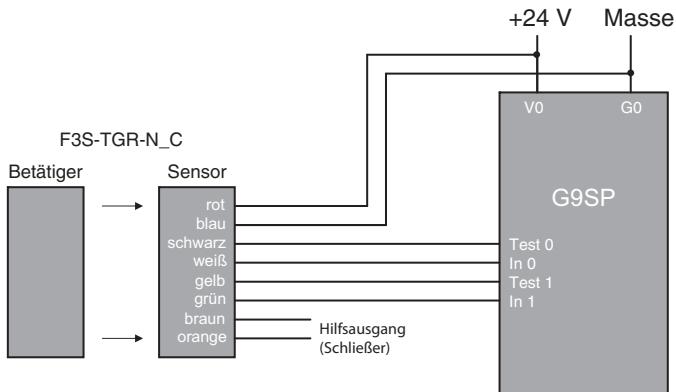 +24 V Masse
V0 G0
F3S-TGR-N_C
Betätiger Sensor
G9SP
rot
blau
schwarz
weiß
gelb
grün
braun
orange
Test 0
In 0
Test 1
In 1
Hilfsausgang
(Schließer)